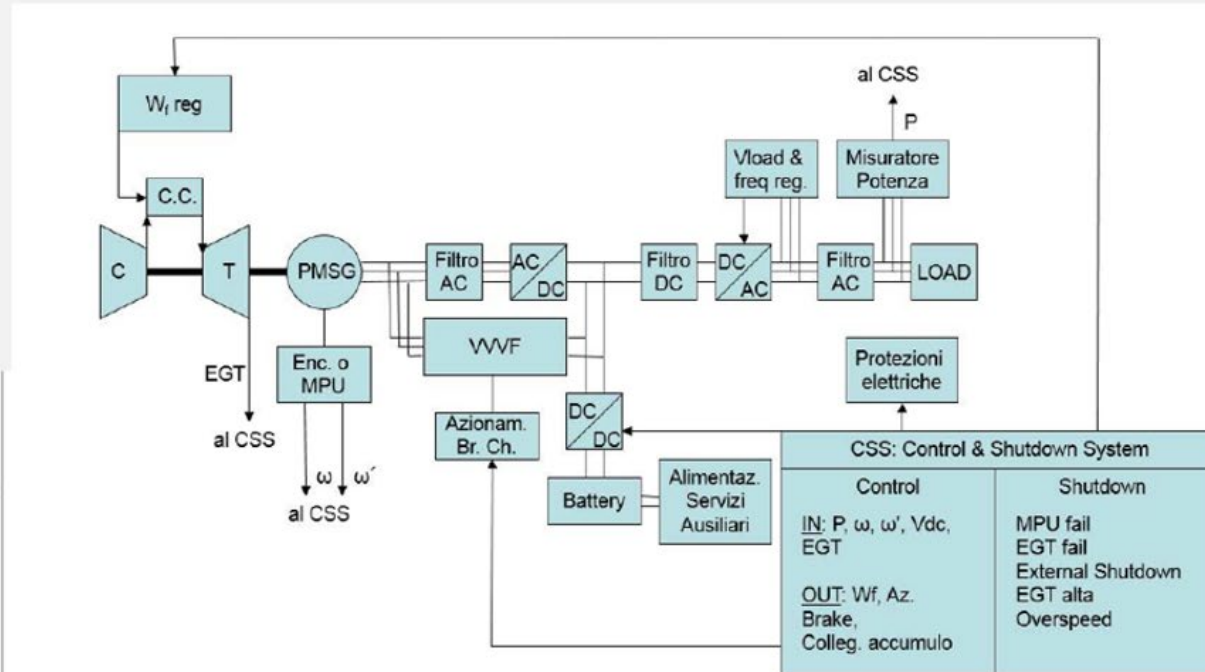 al CSS
P
Wf reg
C.C.
Vload &
freq reg.
Misuratore
Potenza
C
T
PMSG
Filtro
AC
AC
DC
Filtro
DC
DC
AC
Filtro
AC
LOAD
VVVF
EGT
al CSS
Enc. o
MPU
ω
ω´
al CSS
Azionam.
Br. Ch.
DC
DC
Battery
Alimentaz.
Servizi
Ausiliari
Protezioni
elettriche
CSS: Control & Shutdown System
Control
IN: P, ω, ω', Vdc,
EGT
OUT: Wf, Az.
Brake,
Colleg. accumulo
Shutdown
MPU fail
EGT fail
External Shutdown
EGT alta
Overspeed